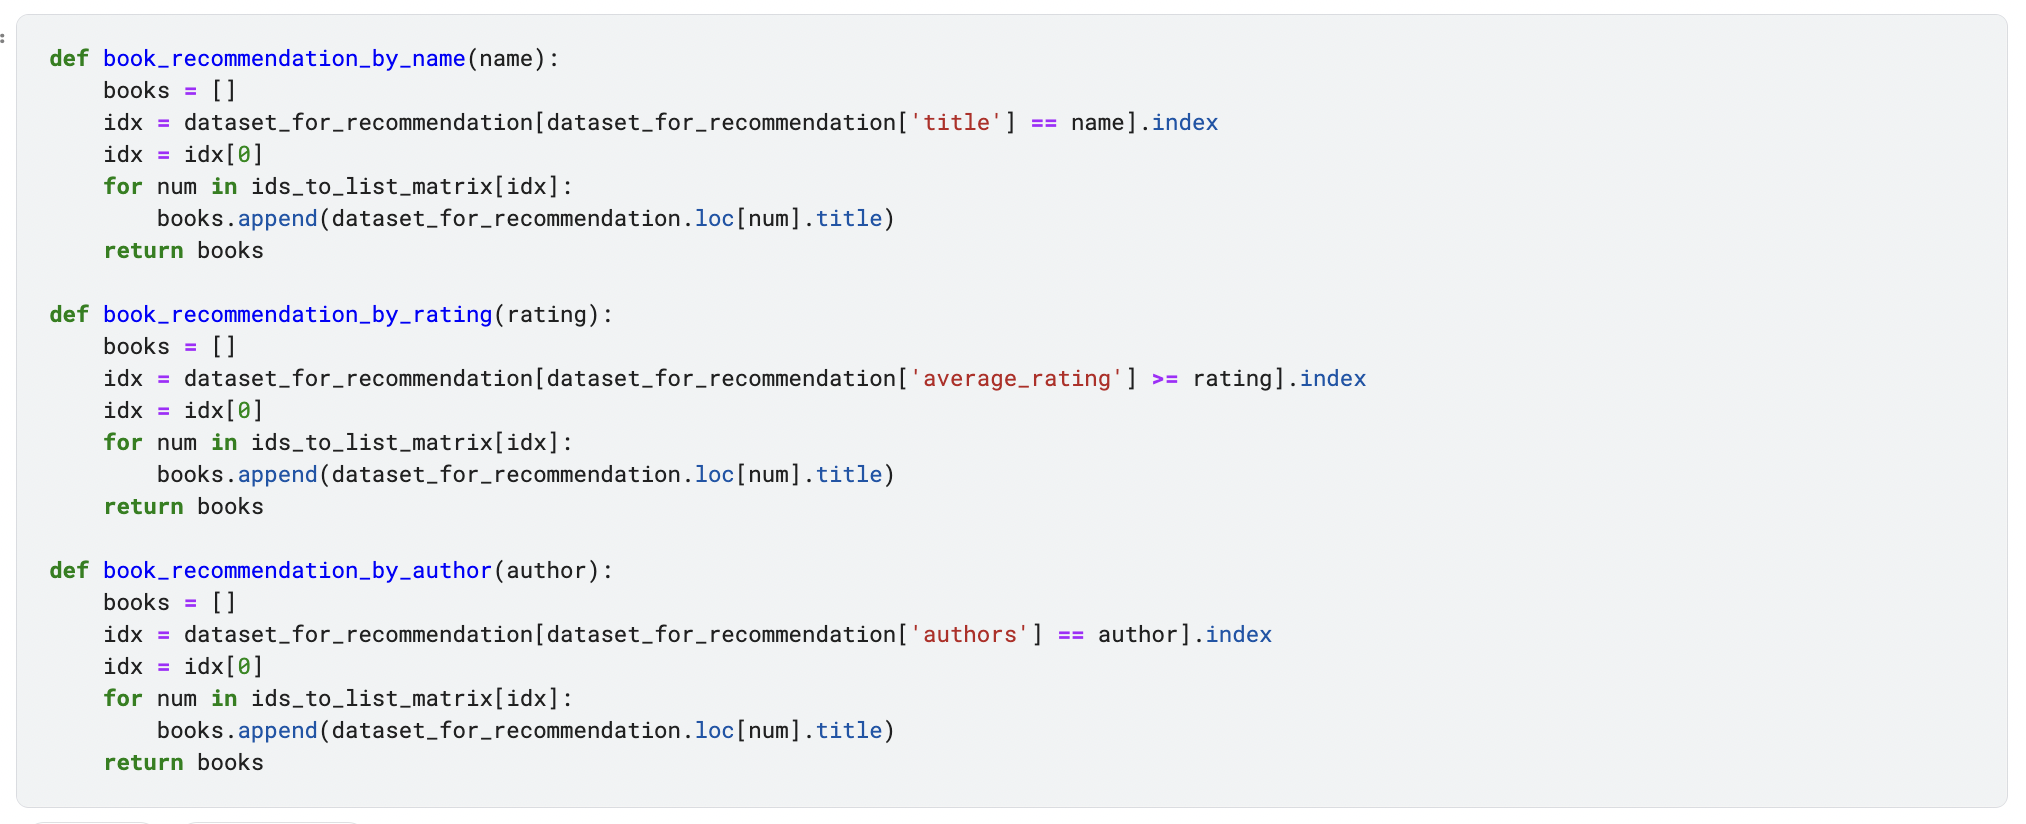 def book_recommendation_by_name(name):
    books = []
    idx = dataset_for_recommendation[dataset_for_recommendation['title'] == name].index
    idx = idx[0]
    for num in ids_to_list_matrix[idx]:
        books.append(dataset_for_recommendation.loc[num].title)
    return books

def book_recommendation_by_rating(rating):
    books = []
    idx = dataset_for_recommendation[dataset_for_recommendation['average_rating'] >= rating].index
    idx = idx[0]
    for num in ids_to_list_matrix[idx]:
        books.append(dataset_for_recommendation.loc[num].title)
    return books

def book_recommendation_by_author(author):
    books = []
    idx = dataset_for_recommendation[dataset_for_recommendation['authors'] == author].index
    idx = idx[0]
    for num in ids_to_list_matrix[idx]:
        books.append(dataset_for_recommendation.loc[num].title)
    return books